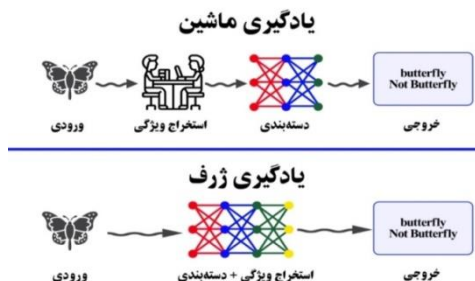 یادگیری ماشین
butterfly
Not Butterfly
ورودی
استخراج ویژگی
دسته‌بندی
خروجی
یادگیری ژرف
butterfly
Not Butterfly
ورودی
استخراج ویژگی + دسته‌بندی
خروجی